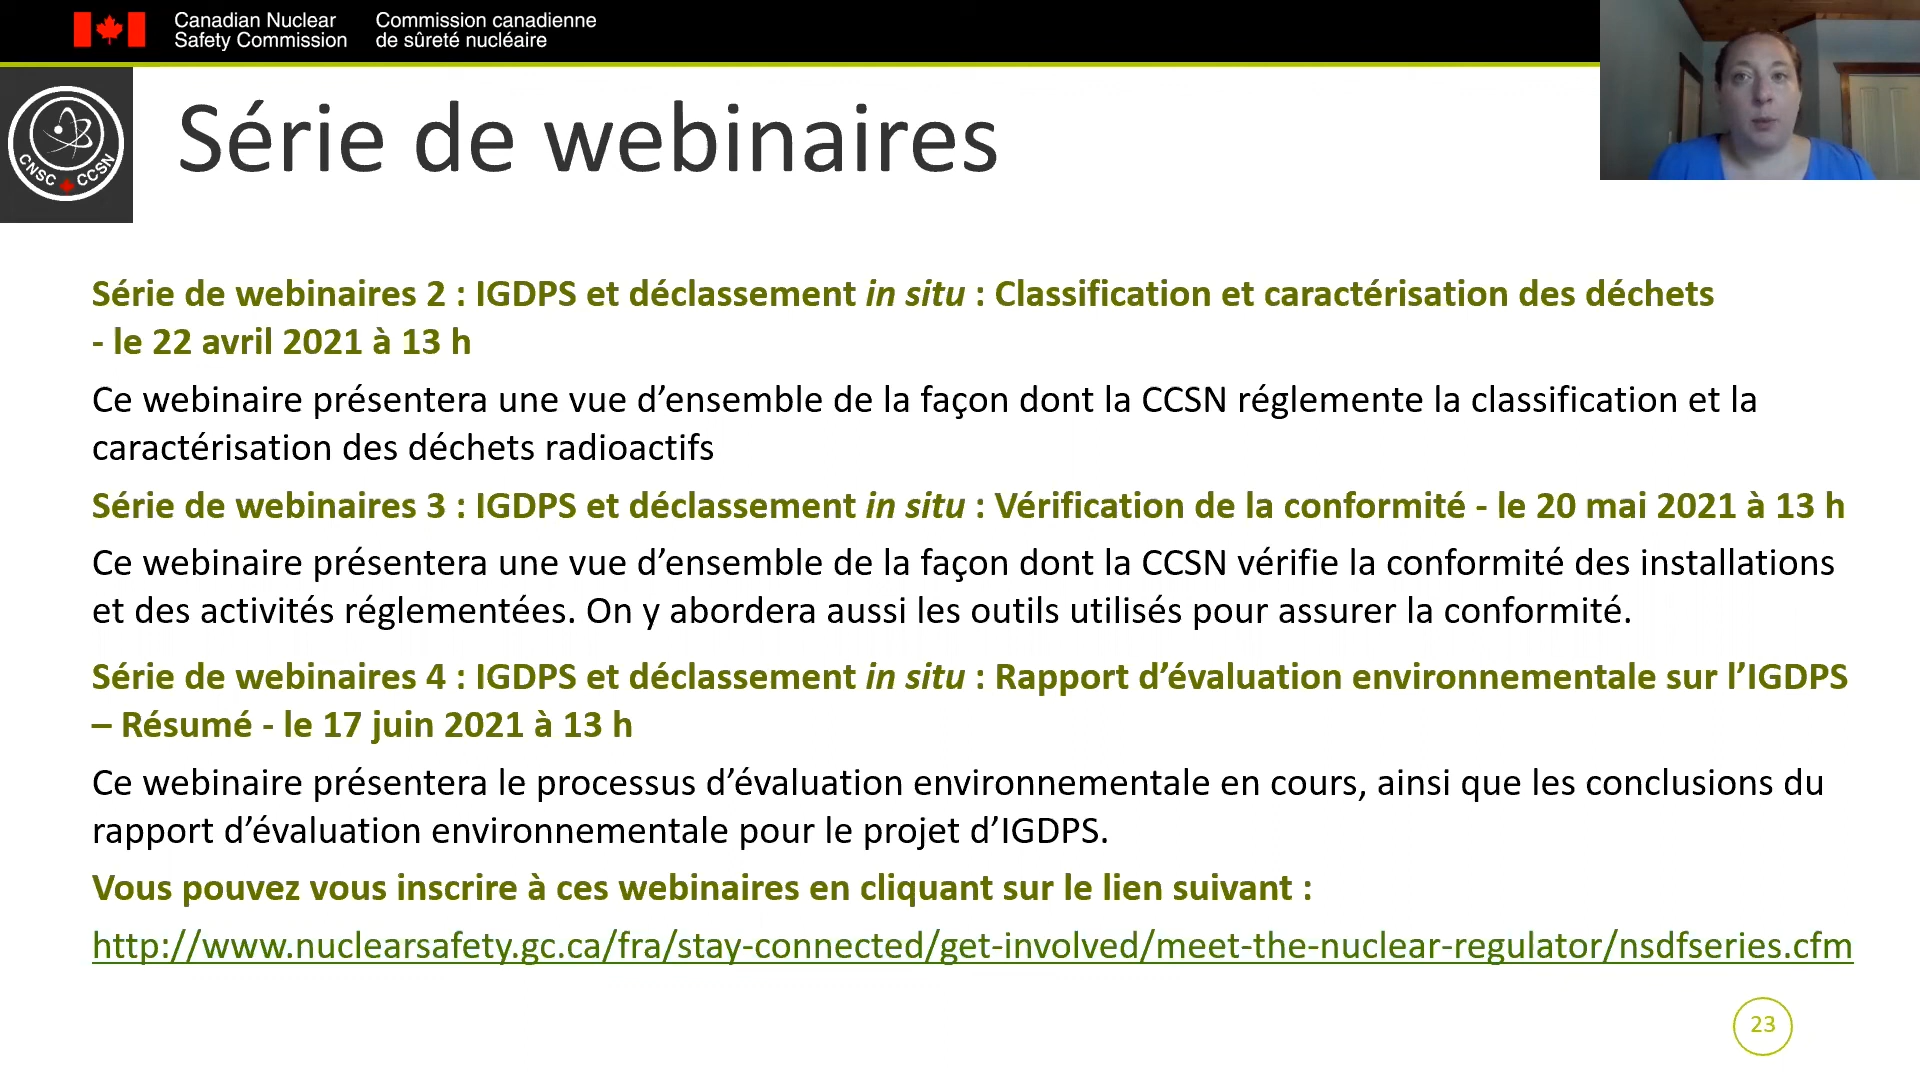 Canadian Nuclear
Safety Commission
Commission canadienne
de sûreté nucléaire
CNSC CCSN
Série de webinaires
Série de webinaires 2 : IGDPS et déclassement in situ : Classification et caractérisation des déchets
- le 22 avril 2021 à 13 h
Ce webinaire présentera une vue d’ensemble de la façon dont la CCSN réglemente la classification et la
caractérisation des déchets radioactifs
Série de webinaires 3 : IGDPS et déclassement in situ : Vérification de la conformité - le 20 mai 2021 à 13 h
Ce webinaire présentera une vue d’ensemble de la façon dont la CCSN vérifie la conformité des installations
et des activités réglementées. On y abordera aussi les outils utilisés pour assurer la conformité.
Série de webinaires 4 : IGDPS et déclassement in situ : Rapport d’évaluation environnementale sur l’IGDPS
– Résumé - le 17 juin 2021 à 13 h
Ce webinaire présentera le processus d’évaluation environnementale en cours, ainsi que les conclusions du
rapport d’évaluation environnementale pour le projet d’IGDPS.
Vous pouvez vous inscrire à ces webinaires en cliquant sur le lien suivant :
http://www.nuclearsafety.gc.ca/fra/stay-connected/get-involved/meet-the-nuclear-regulator/nsdfseries.cfm
23